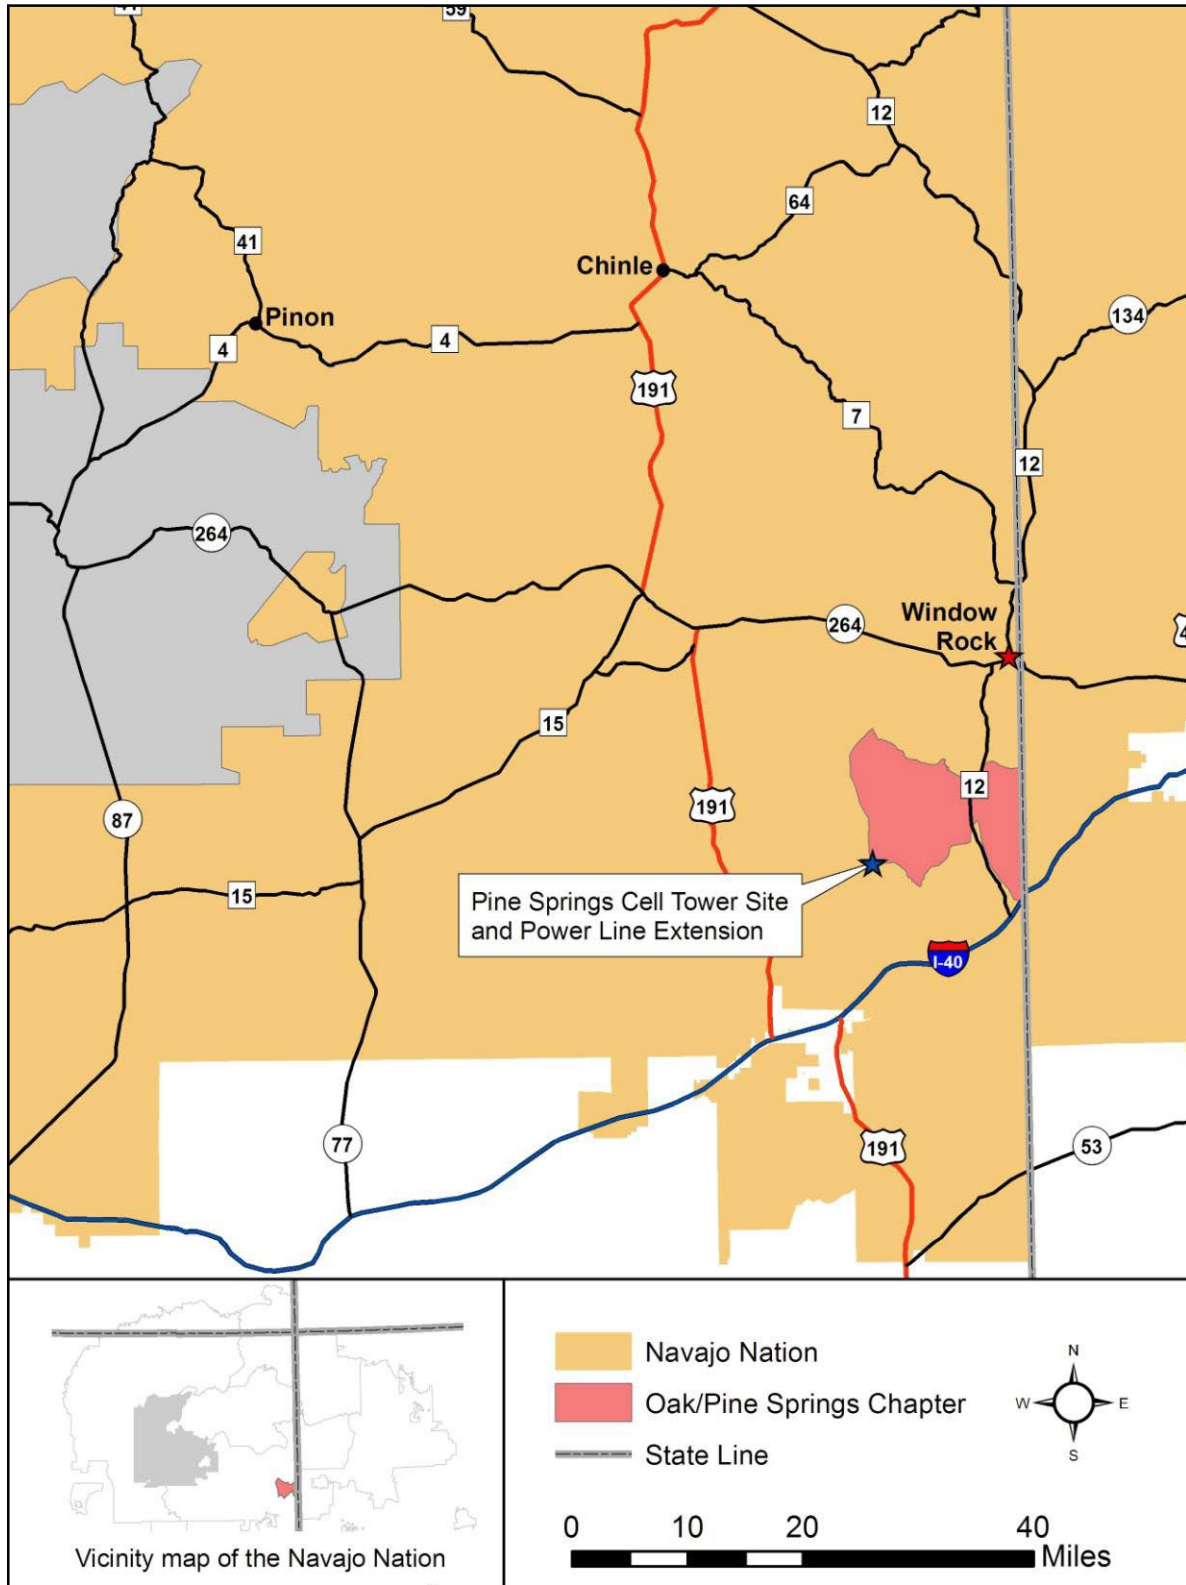 59
12
64
41
Chinle
134
Pinon
4
4
191
7
12
264
Window
Rock
264
15
12
87
191
15
Pine Springs Cell Tower Site
and Power Line Extension
I-40
77
191
53
Navajo Nation
Oak/Pine Springs Chapter
State Line
N
W
E
S
0
10
20
40
Miles
Vicinity map of the Navajo Nation